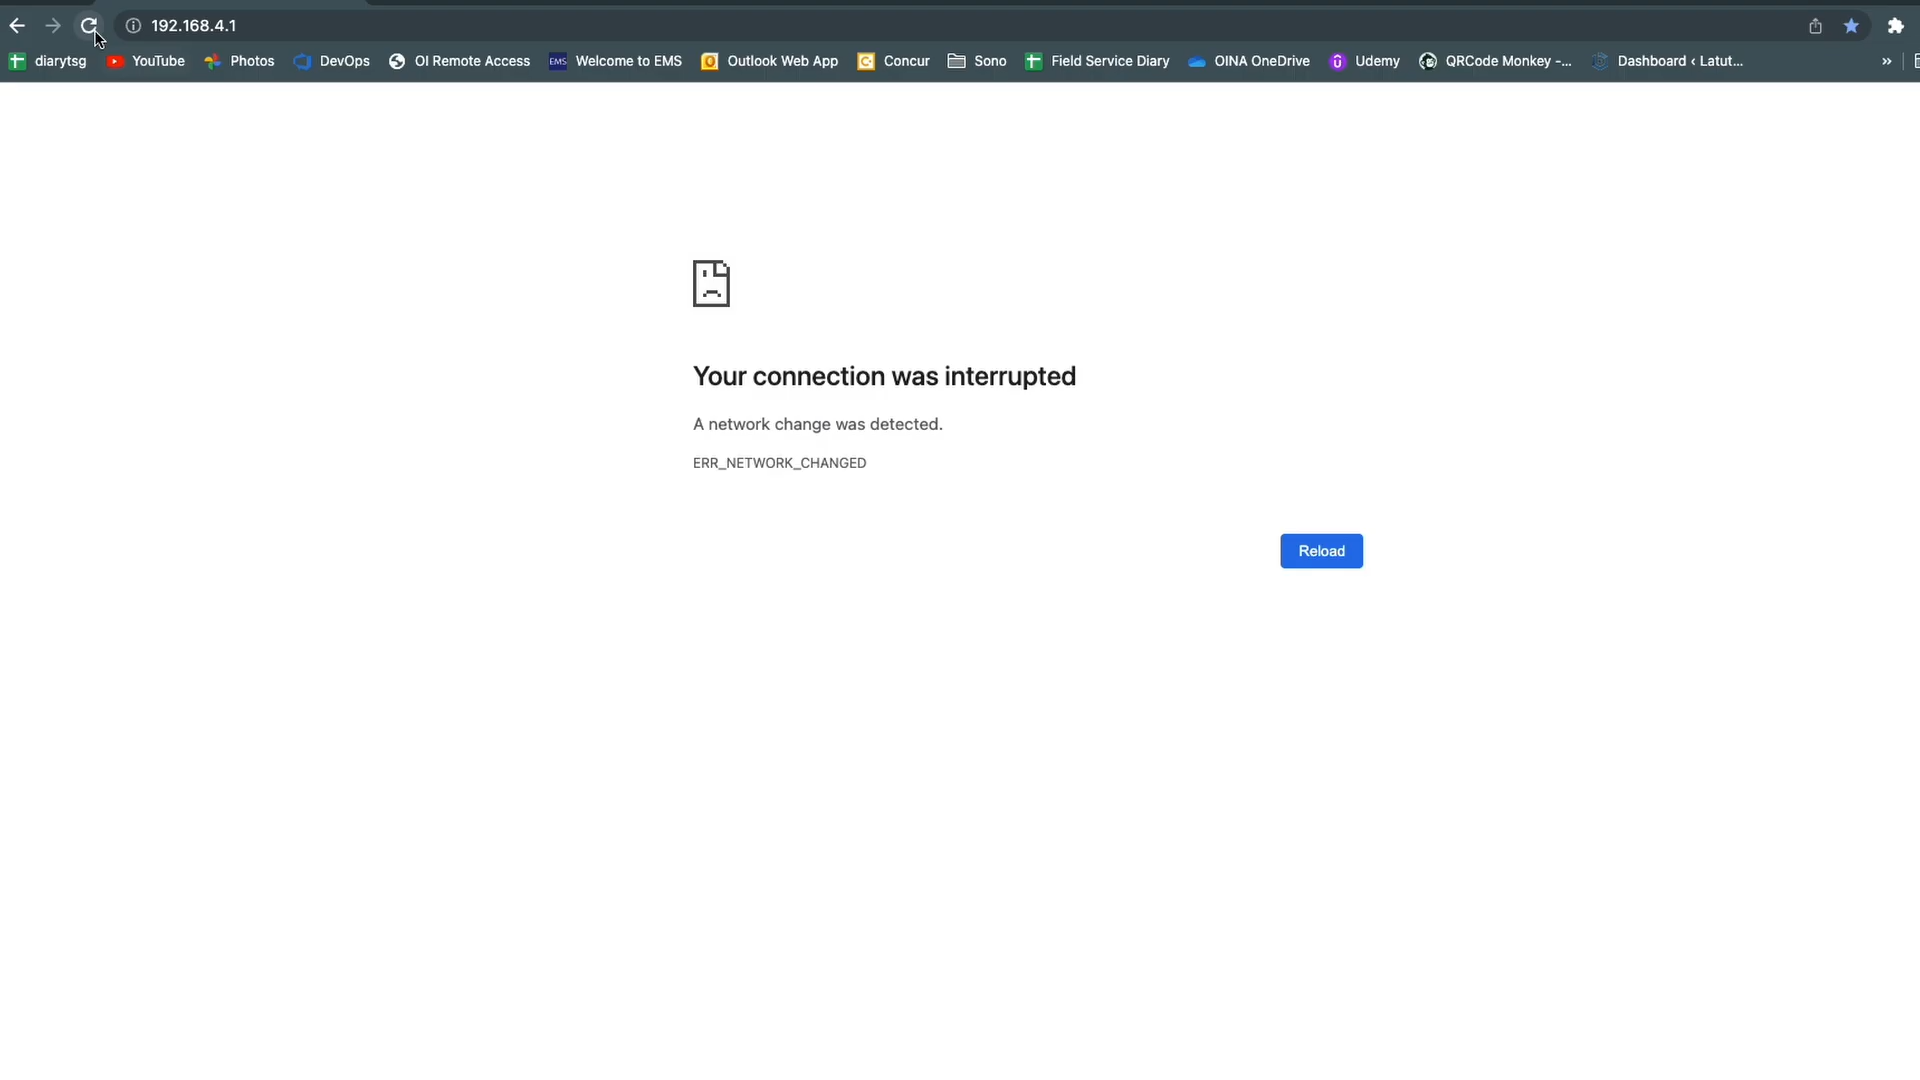 192.168.4.1
diarytsg YouTube Photos DevOps OI Remote Access EMS Welcome to EMS Outlook Web App Concur Sono Field Service Diary OINA OneDrive Udemy QRCode Monkey -... Dashboard ‹ Latut... »
Your connection was interrupted
A network change was detected.
ERR_NETWORK_CHANGED
Reload